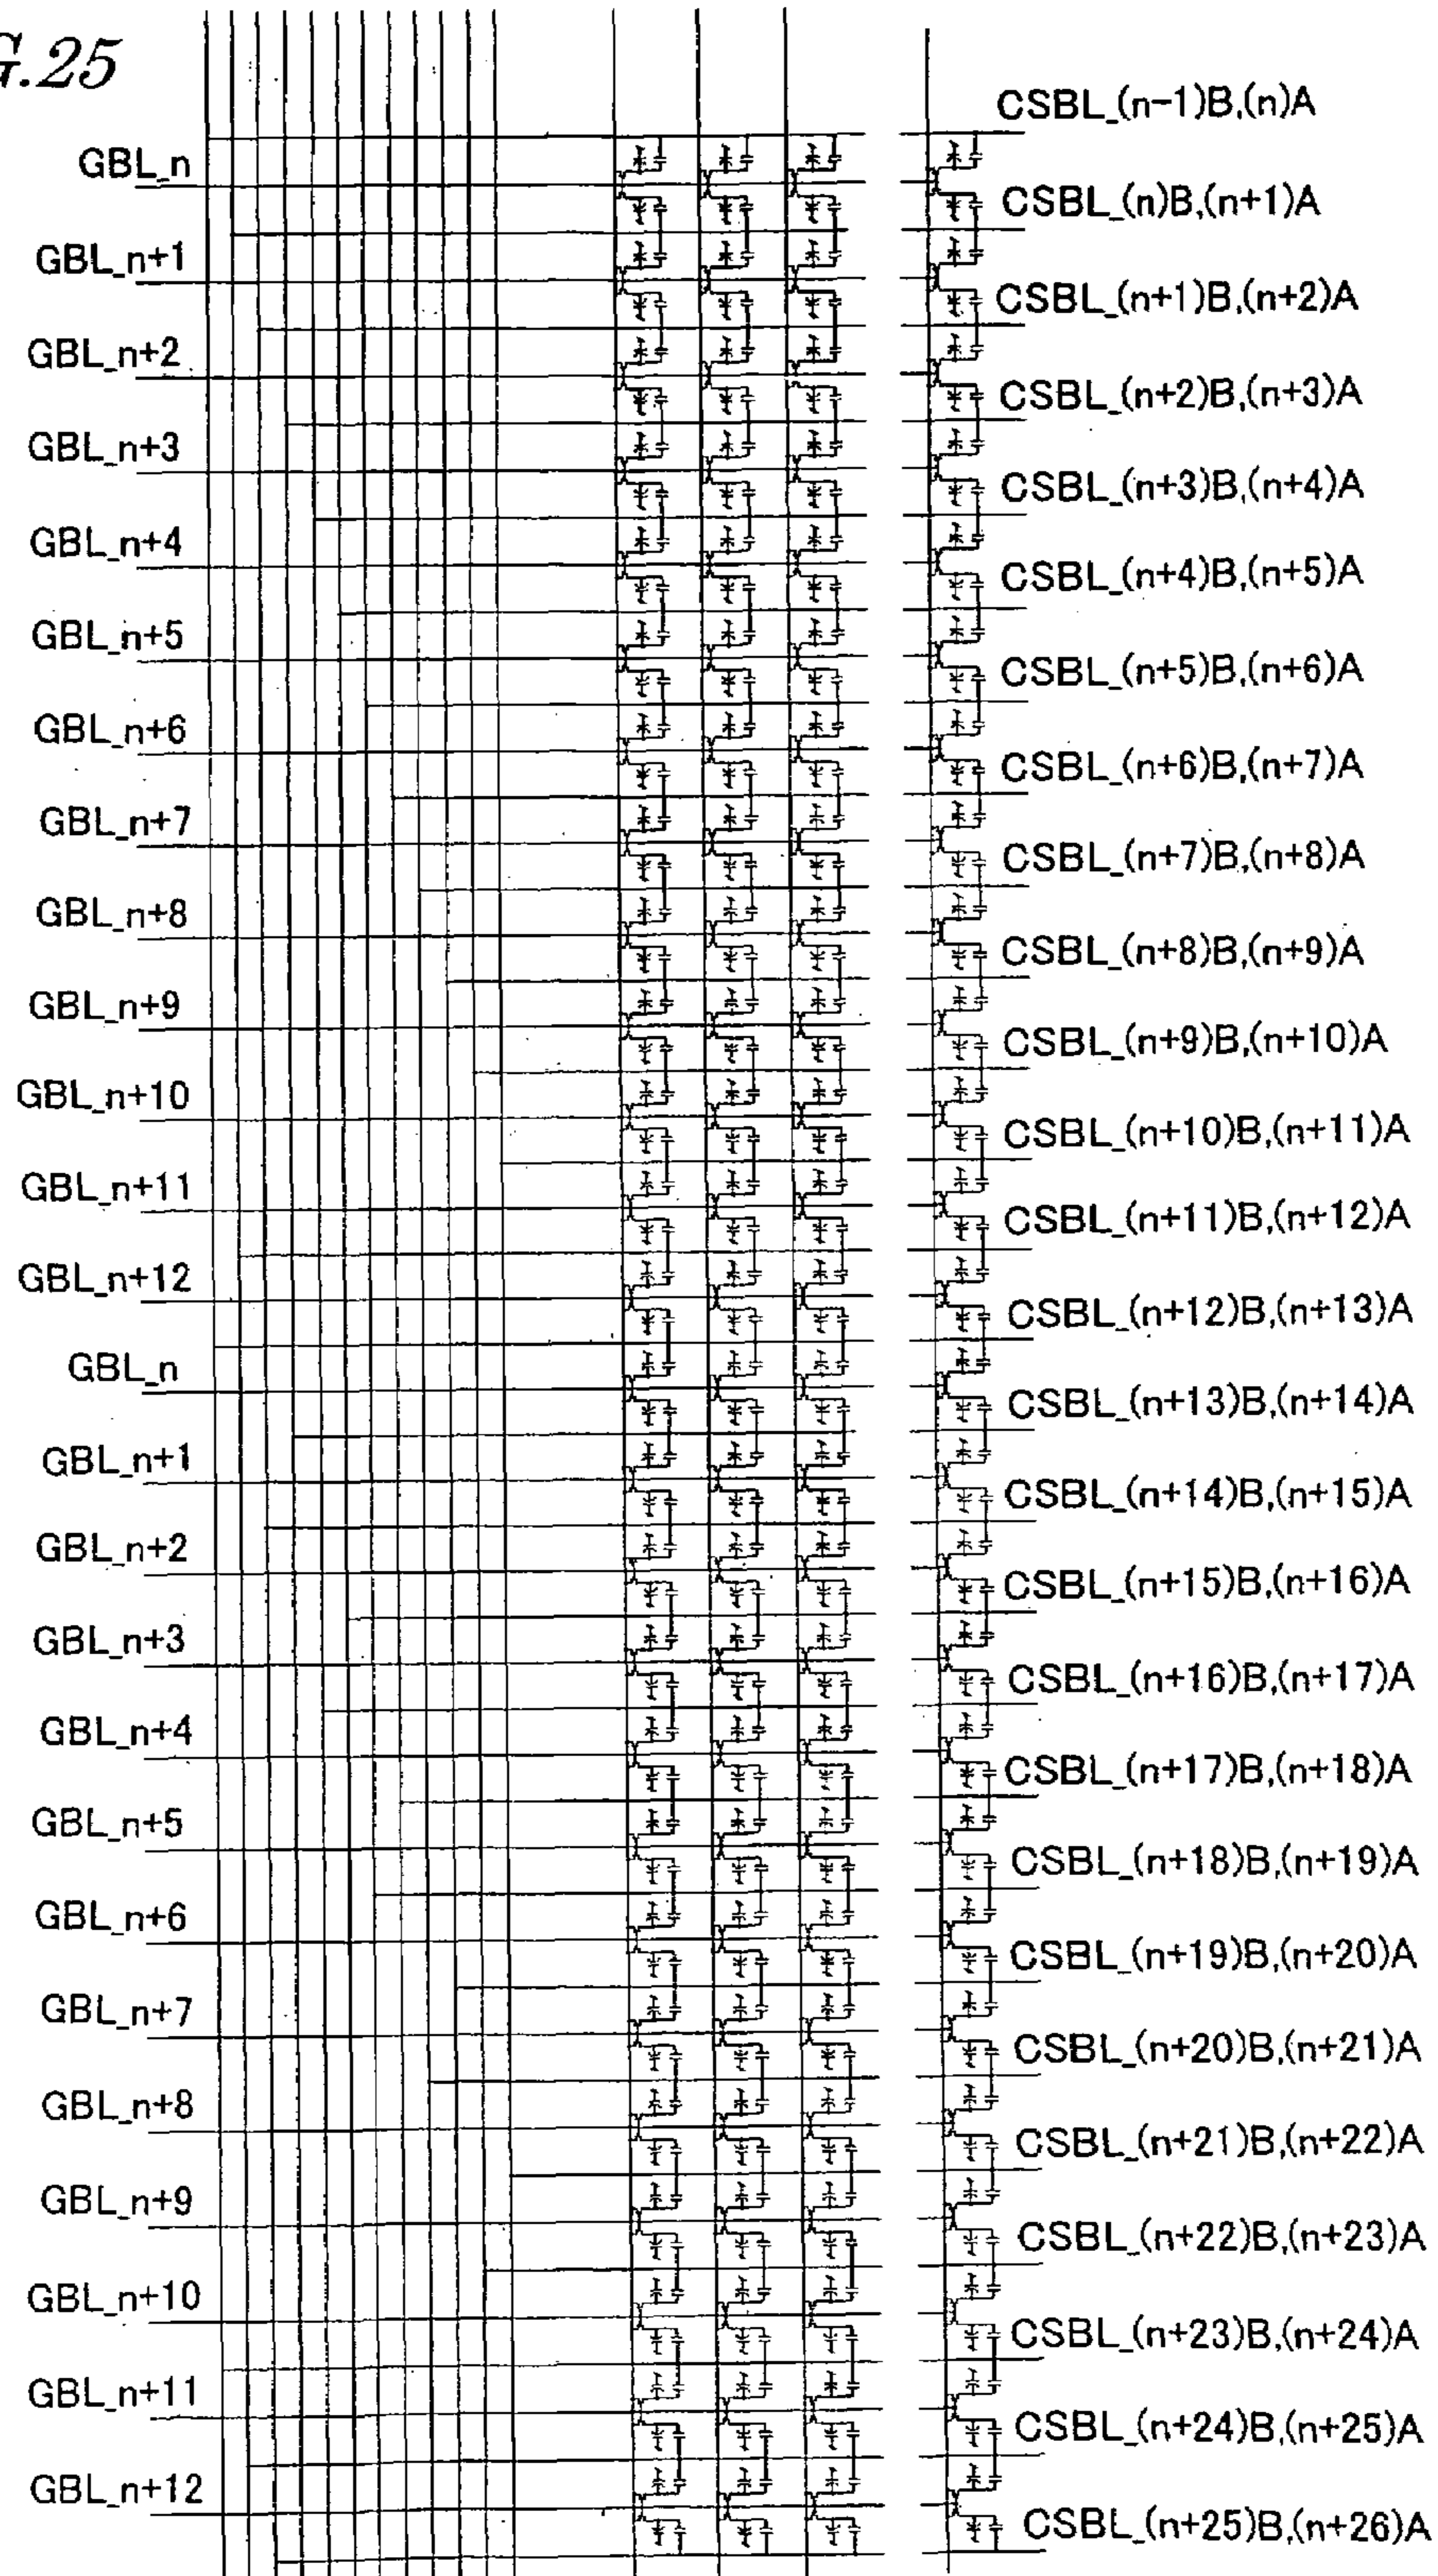 G.25
CSBL_(n-1)B,(n)A
GBL_n
CSBL_(n)B,(n+1)A
GBL_n+1
CSBL_(n+1)B,(n+2)A
GBL_n+2
CSBL_(n+2)B,(n+3)A
GBL_n+3
CSBL_(n+3)B,(n+4)A
GBL_n+4
CSBL_(n+4)B,(n+5)A
GBL_n+5
CSBL_(n+5)B,(n+6)A
GBL_n+6
CSBL_(n+6)B,(n+7)A
GBL_n+7
CSBL_(n+7)B,(n+8)A
GBL_n+8
CSBL_(n+8)B,(n+9)A
GBL_n+9
CSBL_(n+9)B,(n+10)A
GBL_n+10
CSBL_(n+10)B,(n+11)A
GBL_n+11
CSBL_(n+11)B,(n+12)A
GBL_n+12
CSBL_(n+12)B,(n+13)A
GBL_n
CSBL_(n+13)B,(n+14)A
GBL_n+1
CSBL_(n+14)B,(n+15)A
GBL_n+2
CSBL_(n+15)B,(n+16)A
GBL_n+3
CSBL_(n+16)B,(n+17)A
GBL_n+4
CSBL_(n+17)B,(n+18)A
GBL_n+5
CSBL_(n+18)B,(n+19)A
GBL_n+6
CSBL_(n+19)B,(n+20)A
GBL_n+7
CSBL_(n+20)B,(n+21)A
GBL_n+8
CSBL_(n+21)B,(n+22)A
GBL_n+9
CSBL_(n+22)B,(n+23)A
GBL_n+10
CSBL_(n+23)B,(n+24)A
GBL_n+11
CSBL_(n+24)B,(n+25)A
GBL_n+12
CSBL_(n+25)B,(n+26)A